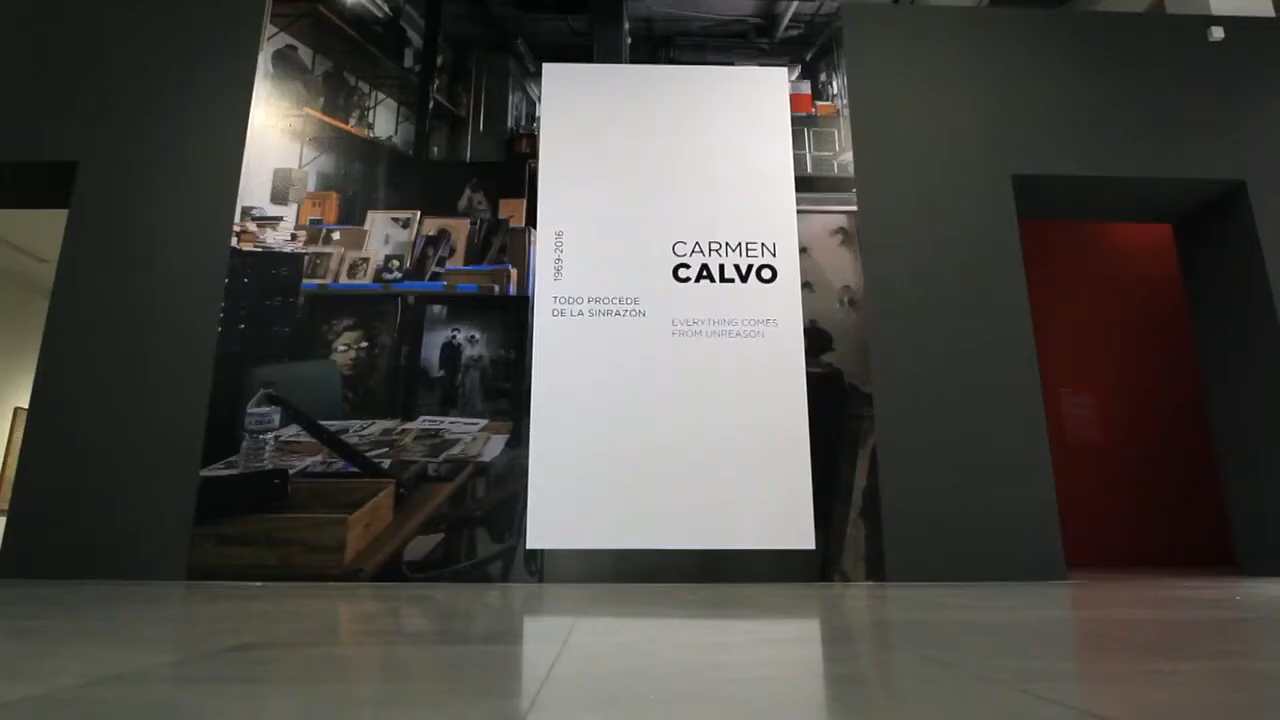 1969-2016
TODO PROCEDE
DE LA SINRAZÓN
CARMEN
CALVO
EVERYTHING COMES
FROM UNREASON